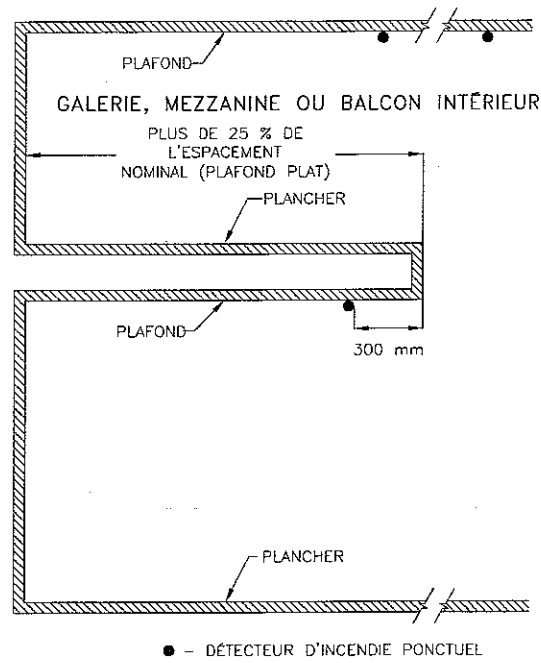 PLAFOND
GALERIE, MEZZANINE OU BALCON INTÉRIEUR
PLUS DE 25 % DE
L'ESPACEMENT
NOMINAL (PLAFOND PLAT)
PLANCHER
PLAFOND
300 mm
PLANCHER
● – DÉTECTEUR D'INCENDIE PONCTUEL